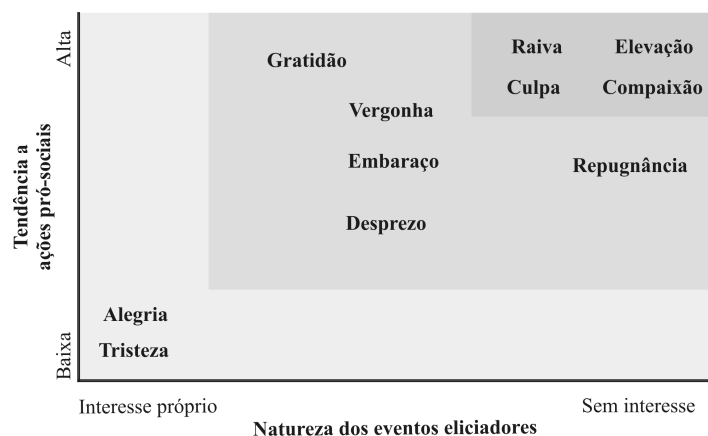 Alta
Raiva Elevação
Gratidão
Culpa Compaixão
Vergonha
Embaraço
Repugnância
Desprezo
Tendência a
ações pró-sociais
Alegria
Tristeza
Baixa
Interesse próprio Sem interesse
Natureza dos eventos eliciadores